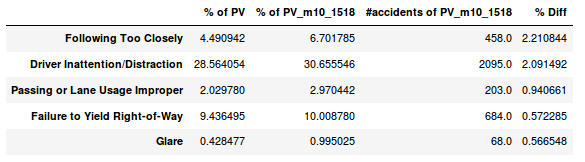 % of PV % of PV_m10_1518 #accidents of PV_m10_1518 % Diff
Following Too Closely 4.490942 6.701785 458.0 2.210844
Driver Inattention/Distraction 28.564054 30.655546 2095.0 2.091492
Passing or Lane Usage Improper 2.029780 2.970442 203.0 0.940661
Failure to Yield Right-of-Way 9.436495 10.008780 684.0 0.572285
Glare 0.428477 0.995025 68.0 0.566548